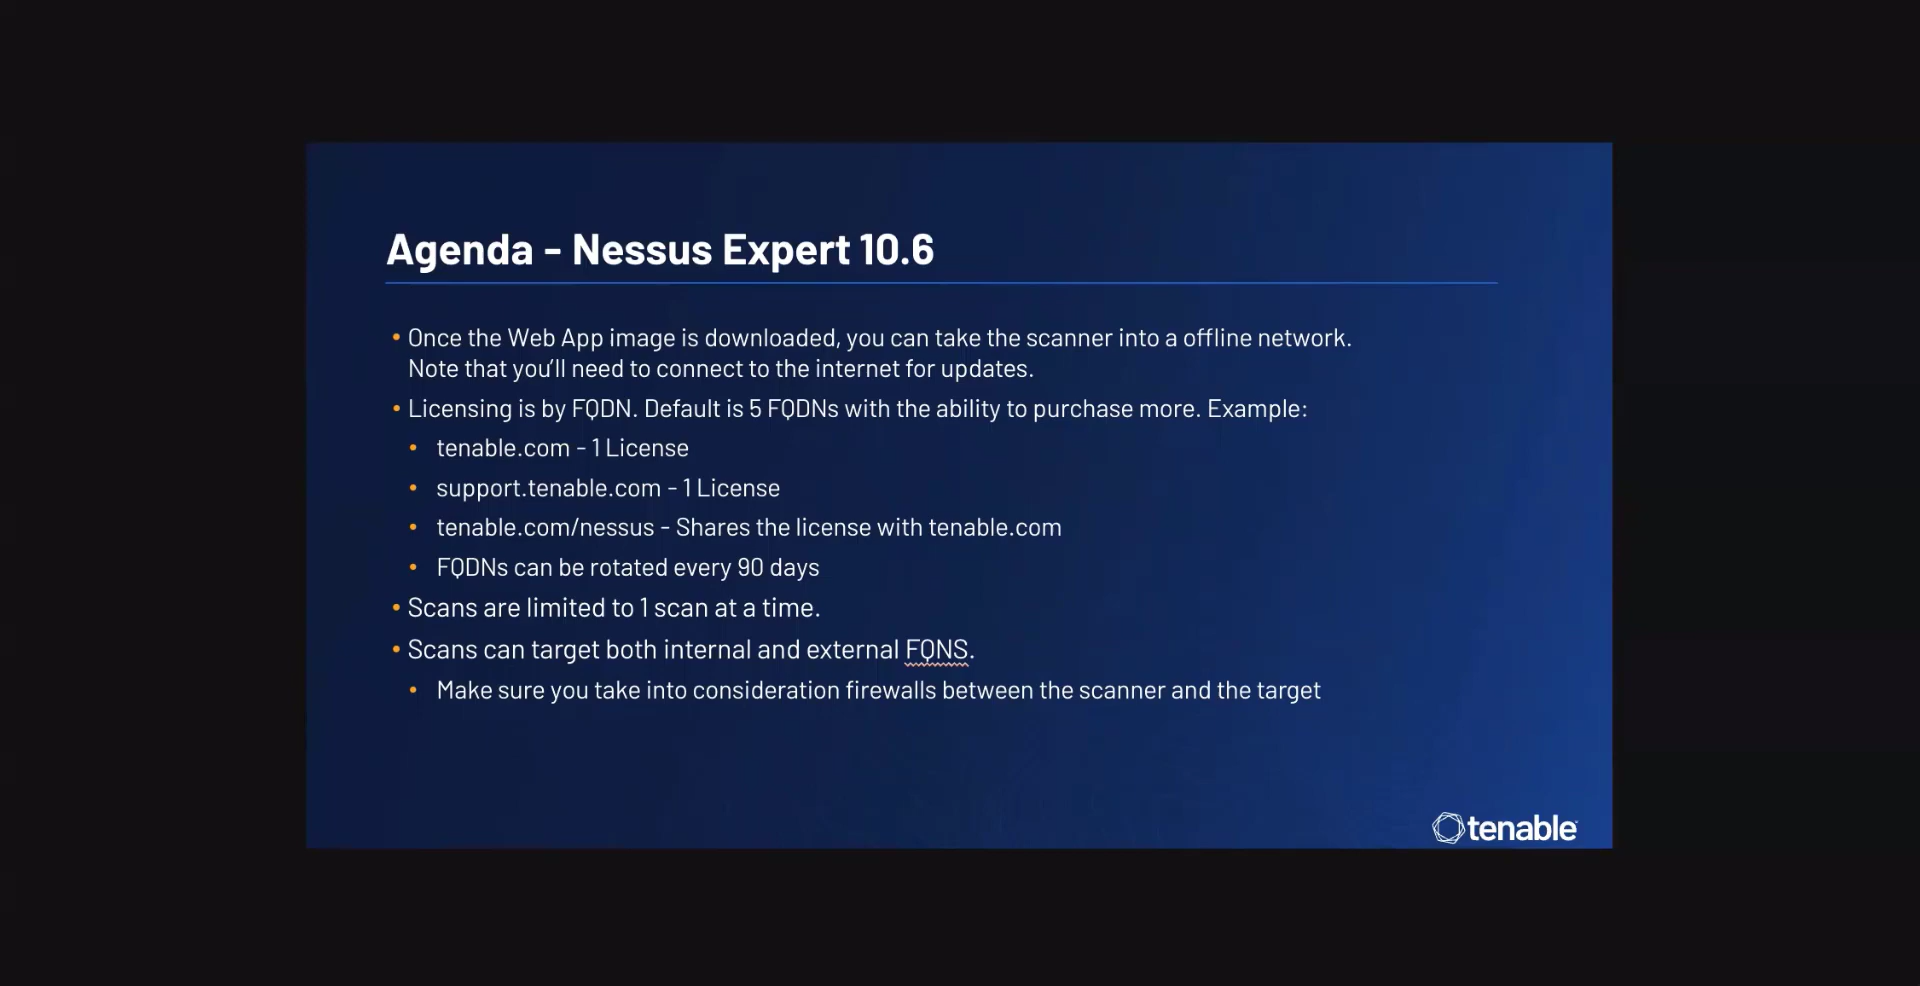 Agenda - Nessus Expert 10.6
• Once the Web App image is downloaded, you can take the scanner into a offline network.
Note that you'll need to connect to the internet for updates.
• Licensing is by FQDN. Default is 5 FQDNs with the ability to purchase more. Example:
• tenable.com - 1 License
• support.tenable.com - 1 License
• tenable.com/nessus - Shares the license with tenable.com
• FQDNs can be rotated every 90 days
• Scans are limited to 1 scan at a time.
• Scans can target both internal and external FQNS.
• Make sure you take into consideration firewalls between the scanner and the target
tenable